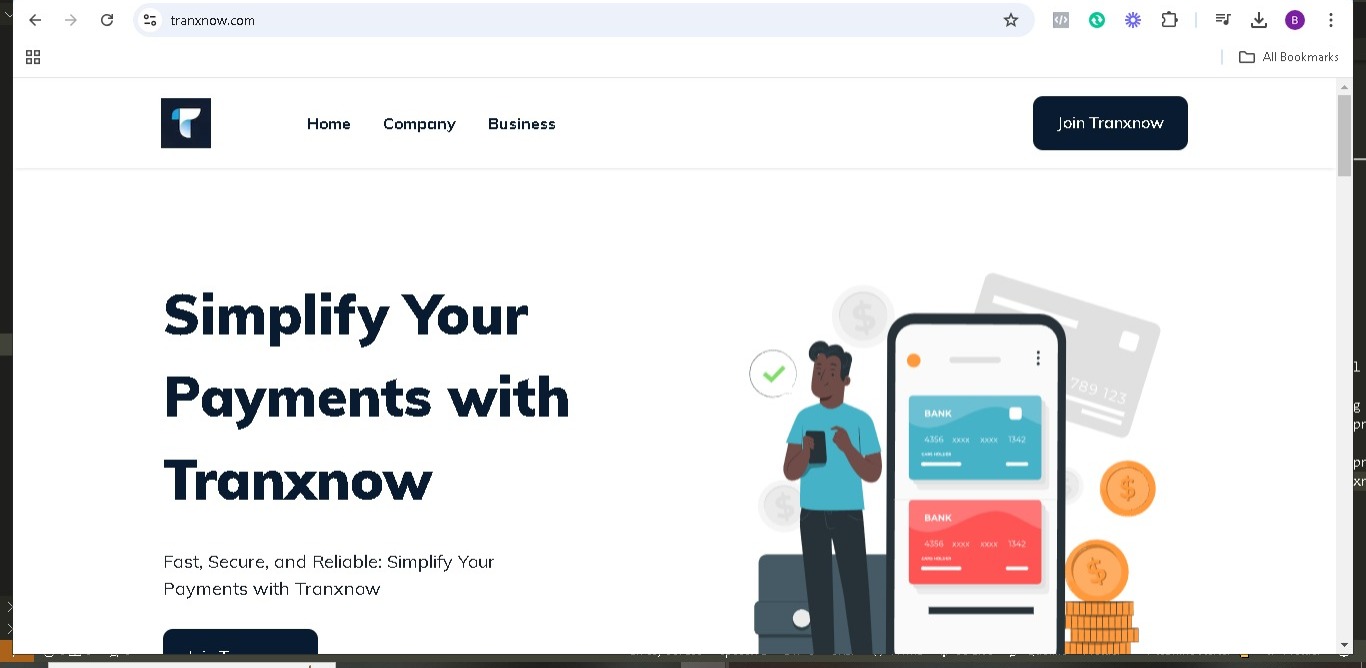 tranxnow.com
B
All Bookmarks
Home
Company
Business
Join Tranxnow
Simplify Your
Payments with
Tranxnow
Fast, Secure, and Reliable: Simplify Your
Payments with Tranxnow
789 123
BANK
4356 xxxx xxxx 1342
BANK
4356 xxxx xxxx 1342